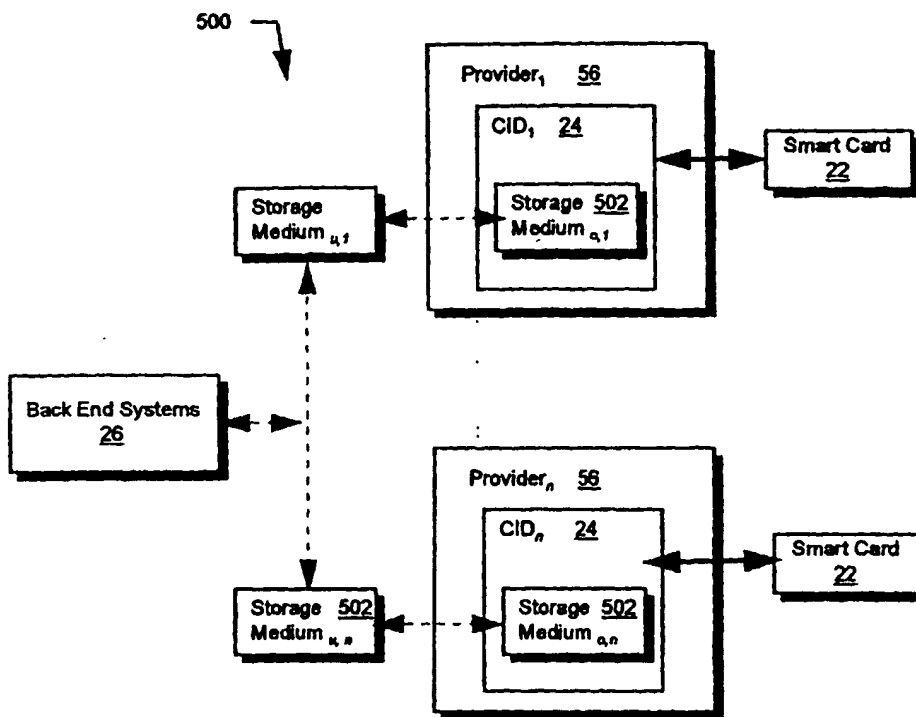 500
Provider1 56
CID1 24
Smart Card
22
Storage
Medium u,1
Storage 502
Medium o,1
Back End Systems
26
Providern 56
CIDn 24
Smart Card
22
Storage 502
Medium u,n
Storage 502
Medium o,n